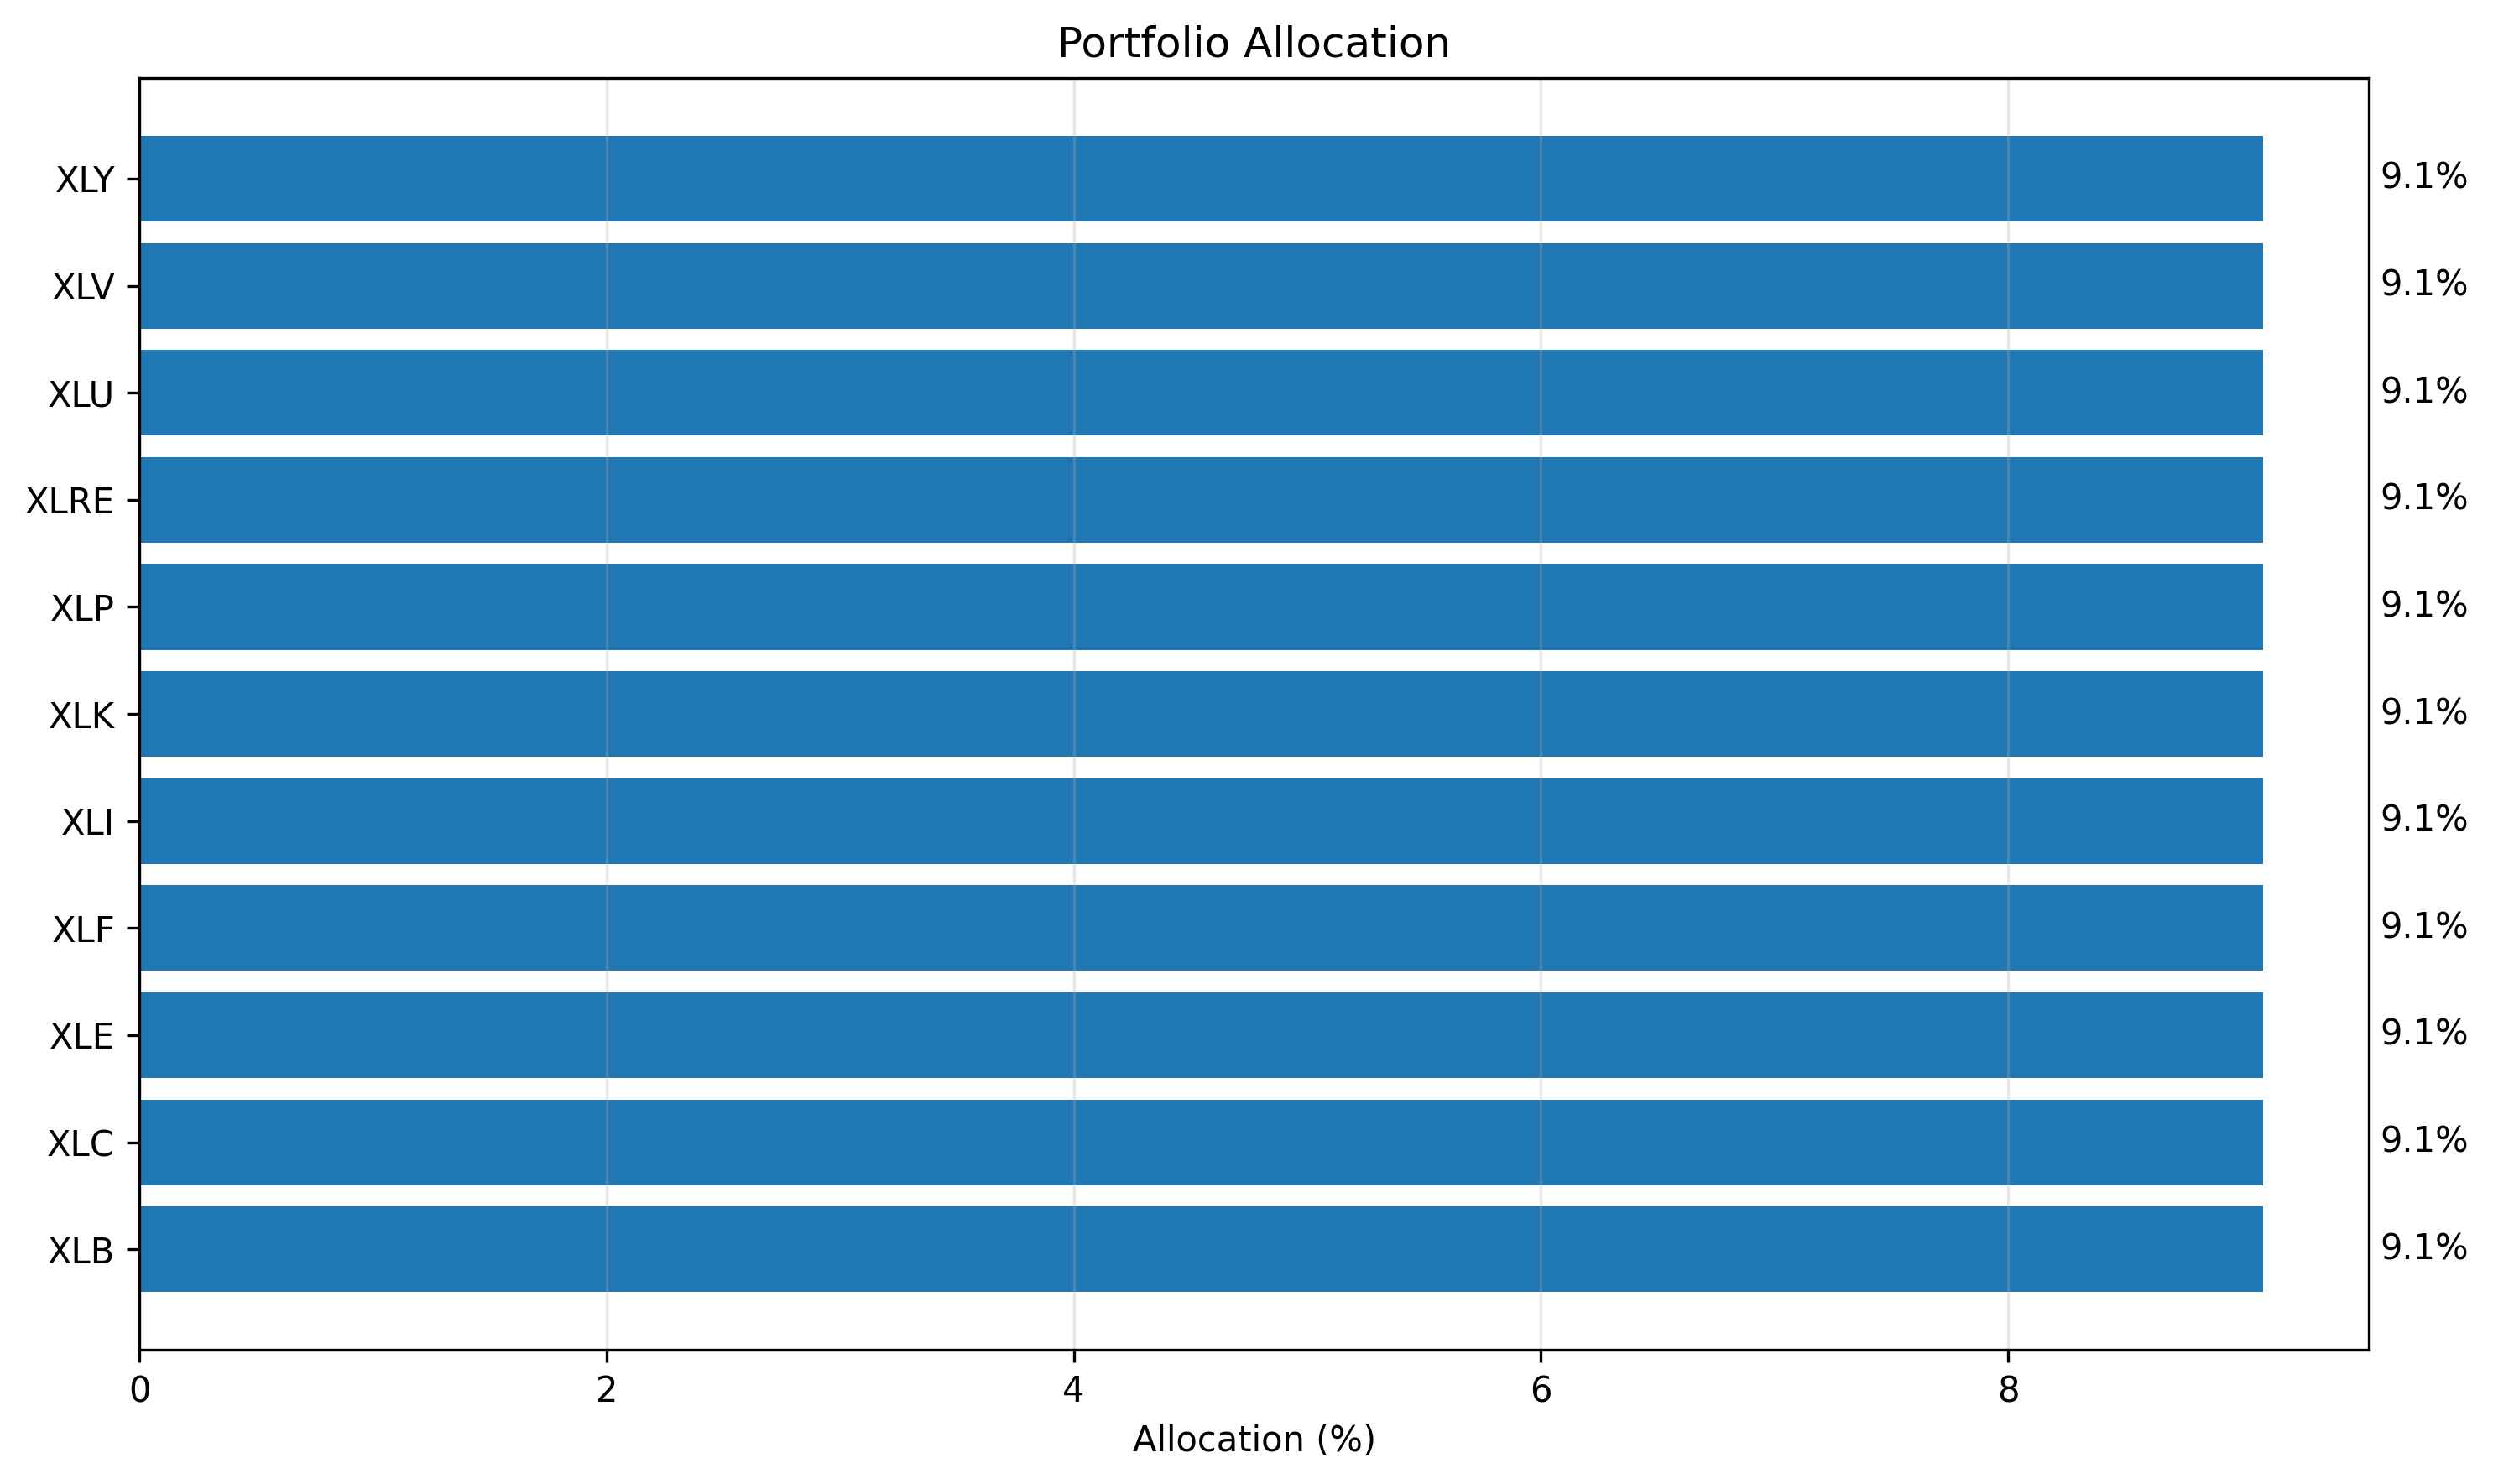 Portfolio Allocation
XLY 9.1%
XLV 9.1%
XLU 9.1%
XLRE 9.1%
XLP 9.1%
XLK 9.1%
XLI 9.1%
XLF 9.1%
XLE 9.1%
XLC 9.1%
XLB 9.1%
0 2 4 6 8
Allocation (%)